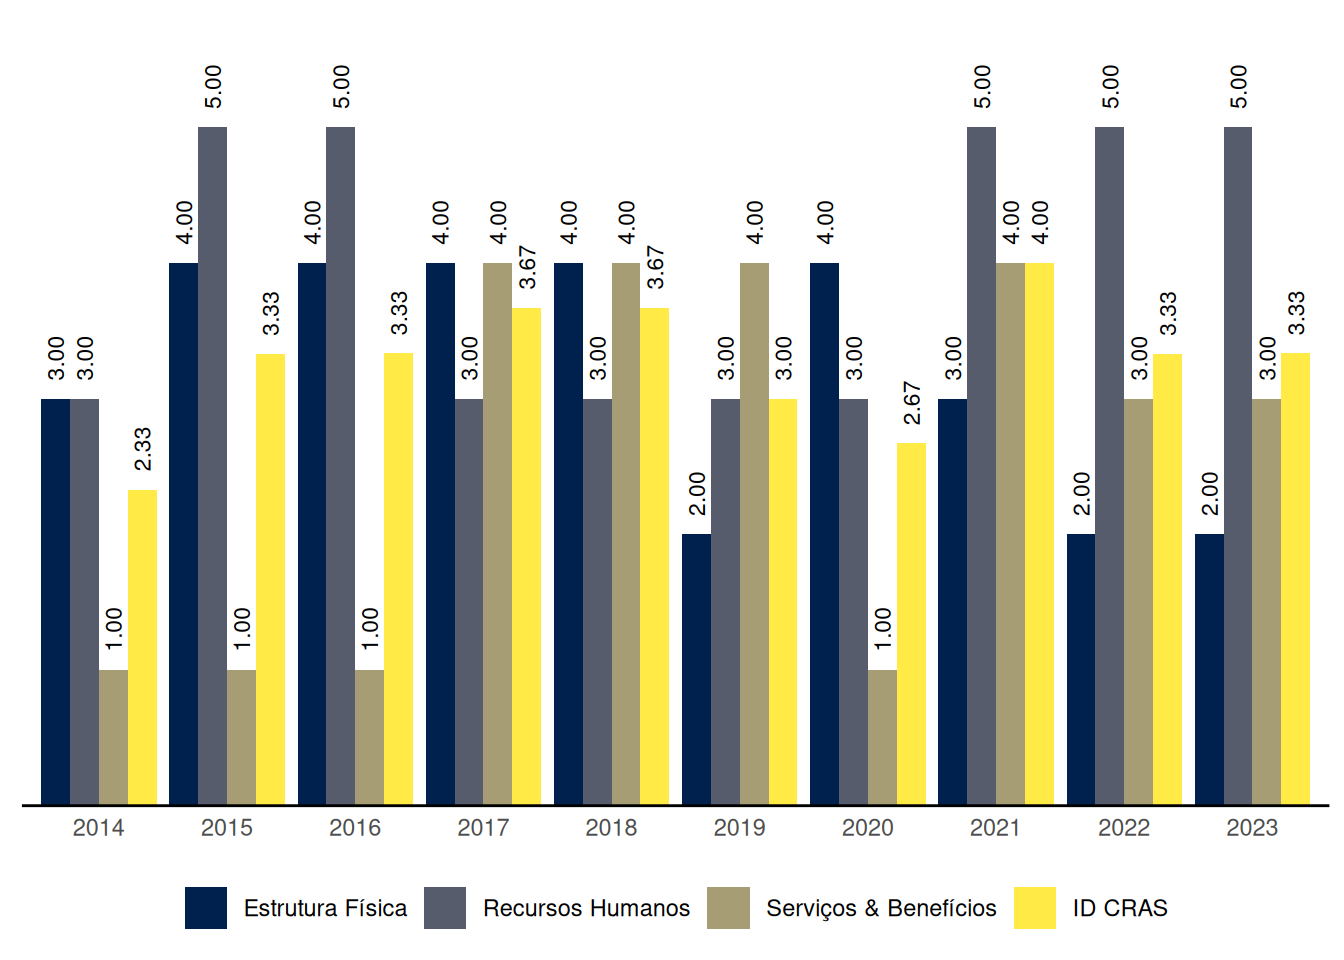 5.00 5.00 5.00 5.00 5.00
4.00 4.00 4.00 4.00 4.00 4.00 4.00 4.00 4.00 4.00
3.67 3.67
3.33 3.33 3.33 3.33
3.00 3.00 3.00 3.00 3.00 3.00 3.00 3.00 3.00 3.00
2.67
2.33
2.00 2.00 2.00
1.00 1.00 1.00 1.00
2014 2015 2016 2017 2018 2019 2020 2021 2022 2023
Estrutura Física Recursos Humanos Serviços & Benefícios ID CRAS